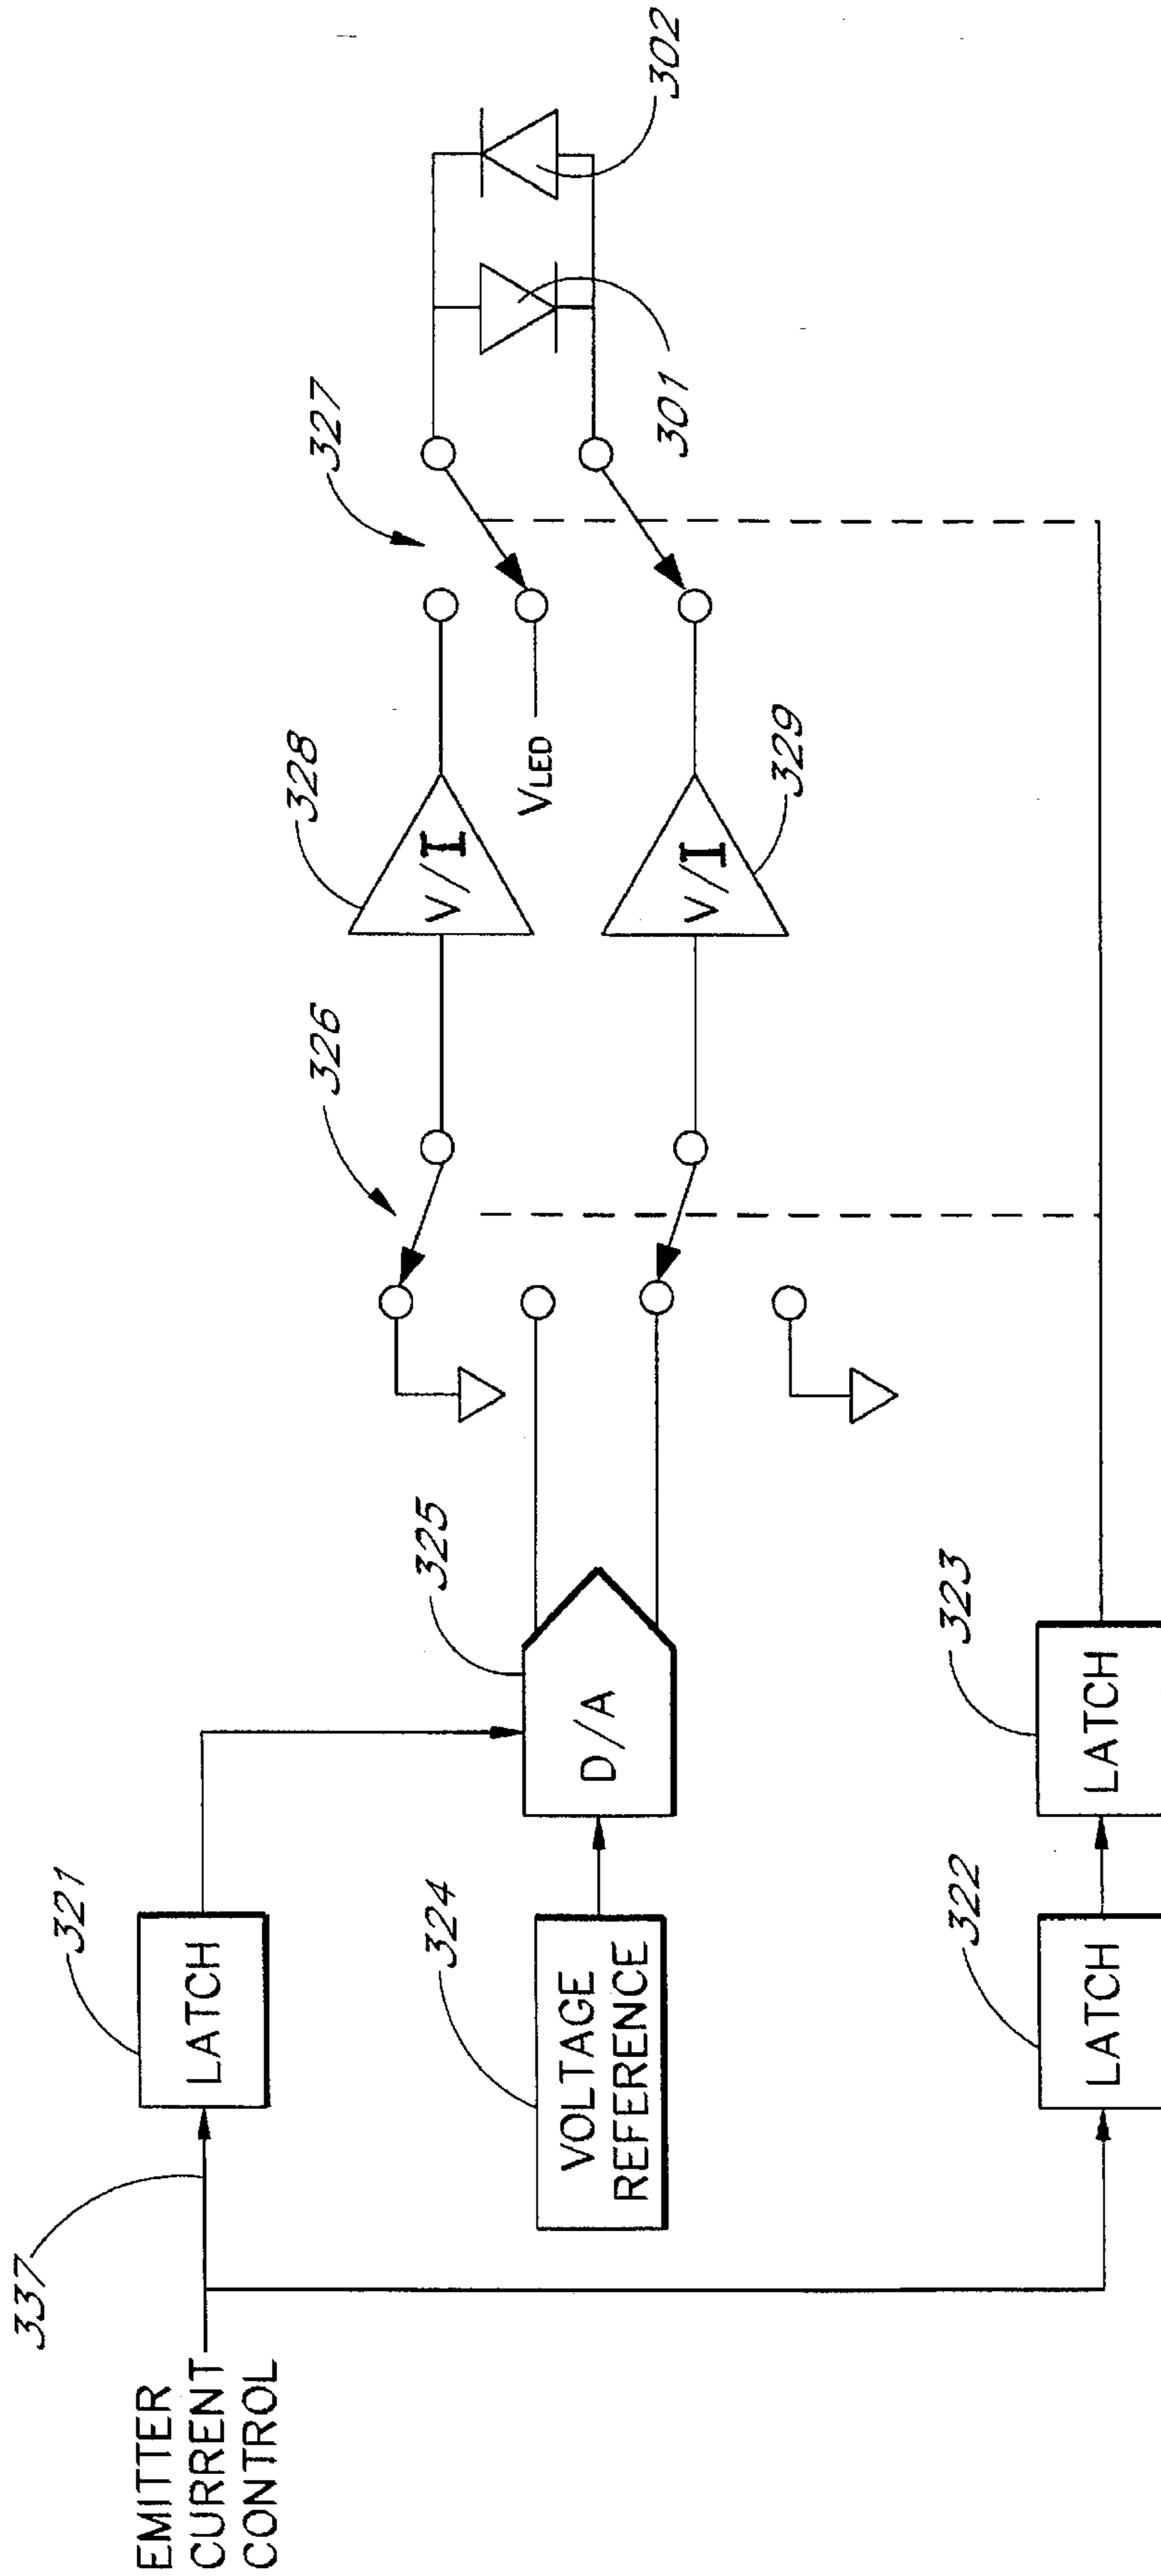 EMITTER
CURRENT
CONTROL
337
LATCH
321
VOLTAGE
REFERENCE
324
D/A
325
LATCH
322
LATCH
323
326
V/I
328
V/I
329
VLED
327
301
302